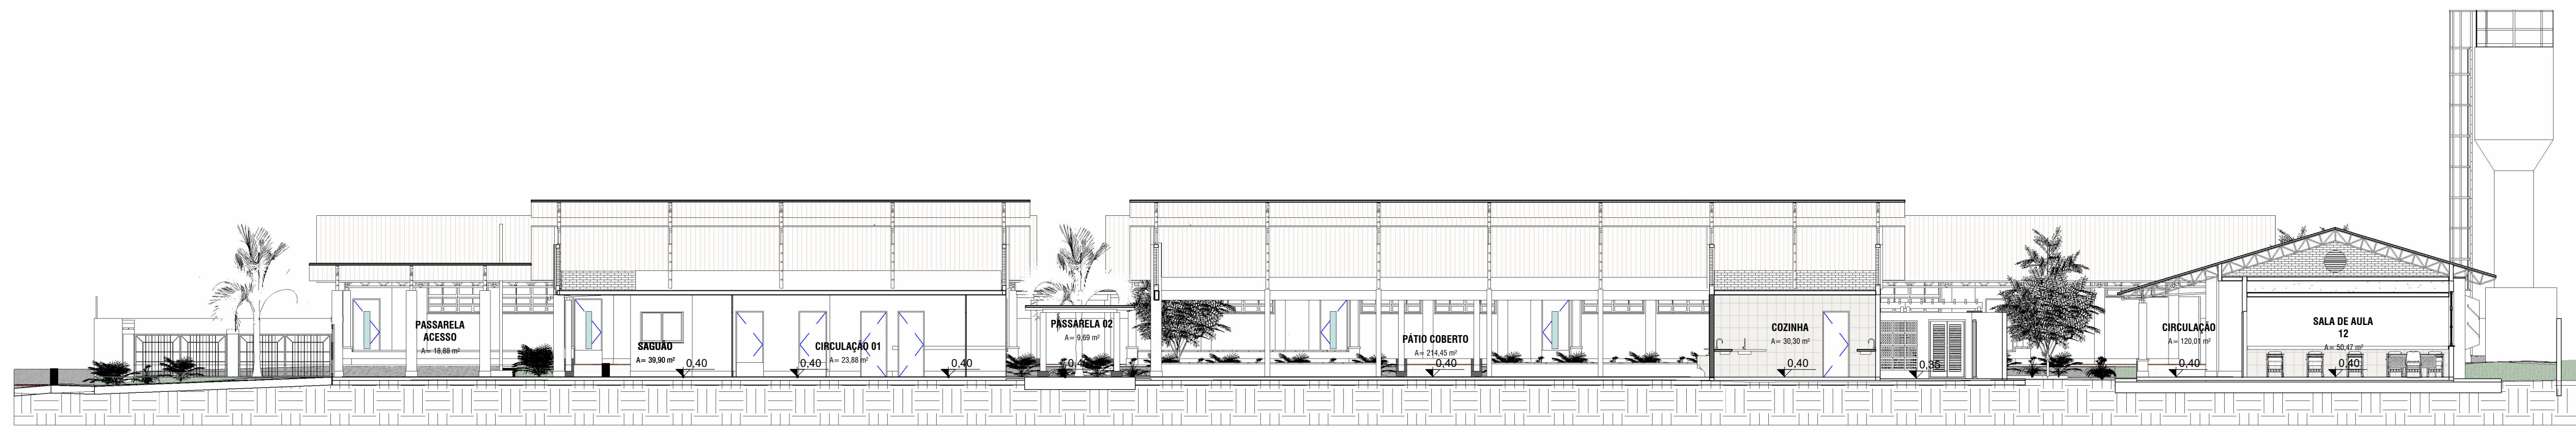 PASSARELA
ACESSO
A= 18,88 m²
SAGUÃO
A= 39,90 m²
0,40
CIRCULAÇÃO 01
A= 23,88 m²
0,40
0,40
PASSARELA 02
A= 9,69 m²
PÁTIO COBERTO
A= 214,45 m²
0,40
COZINHA
A= 30,30 m²
0,40
0,35
CIRCULAÇÃO
A= 120,01 m²
0,40
SALA DE AULA
12
A= 50,47 m²
0,40